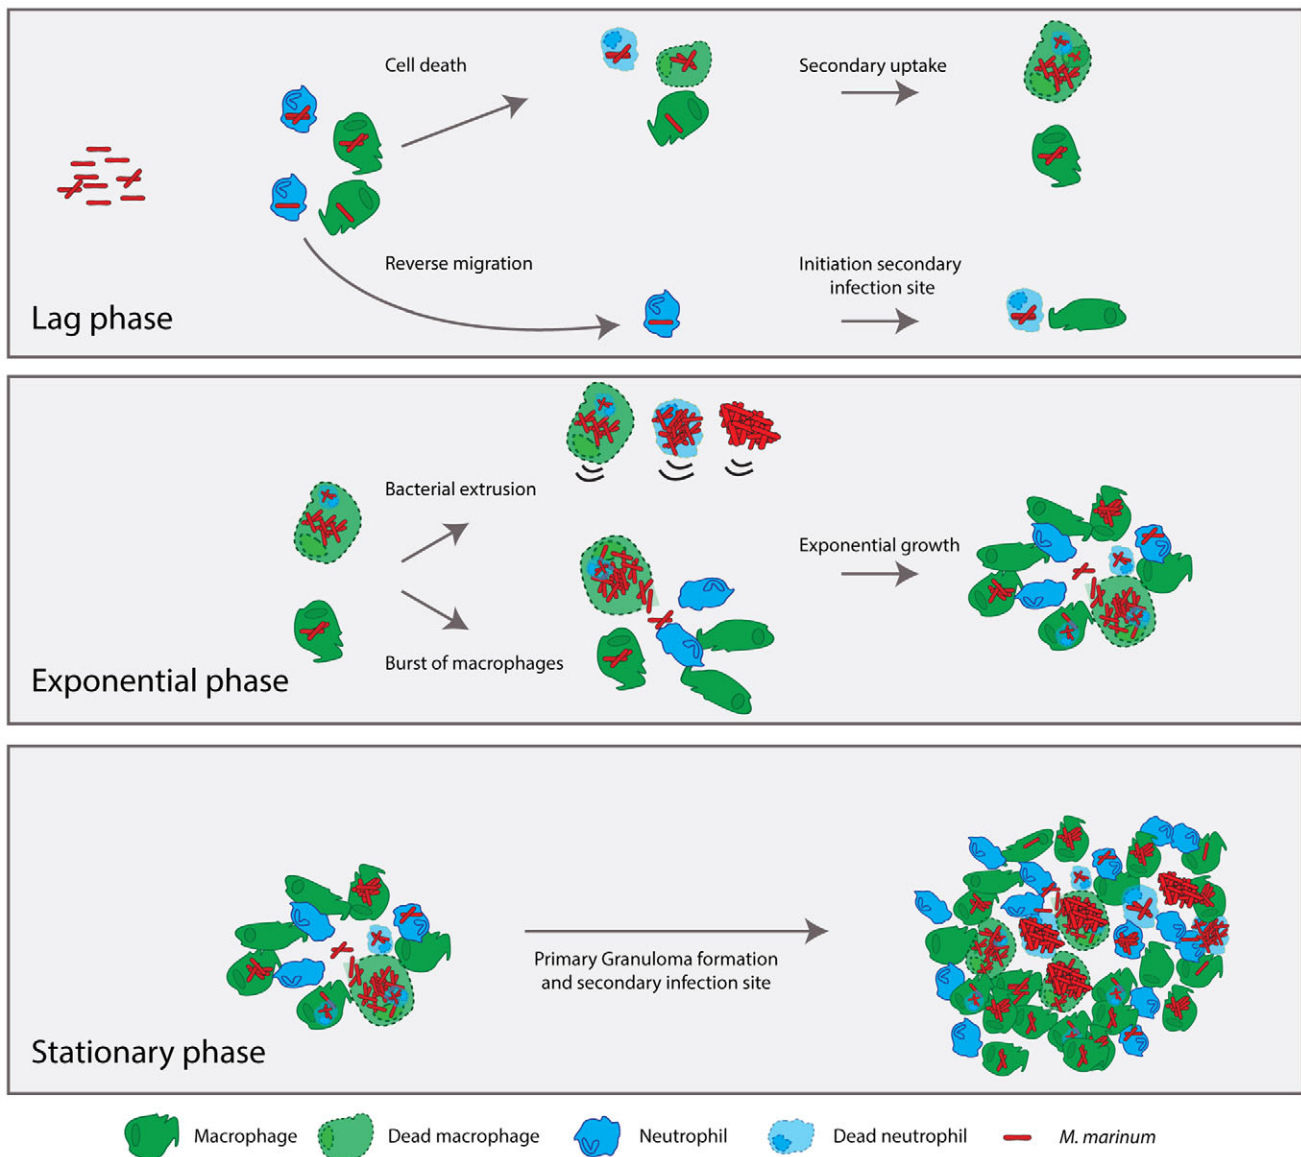 Cell death
Secondary uptake
Reverse migration
Initiation secondary
infection site
Lag phase
Bacterial extrusion
Exponential growth
Burst of macrophages
Exponential phase
Primary Granuloma formation
and secondary infection site
Stationary phase
Macrophage
Dead macrophage
Neutrophil
Dead neutrophil
M. marinum